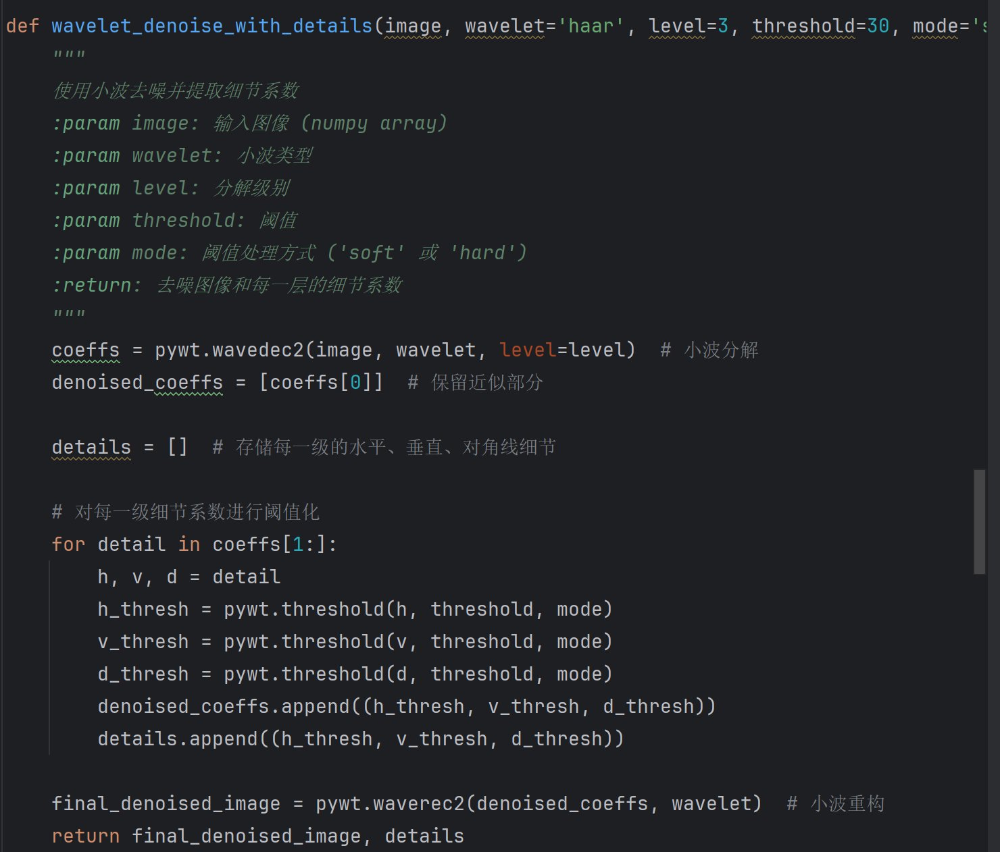 def wavelet_denoise_with_details(image, wavelet='haar', level=3, threshold=30, mode='s
"""
使用小波去噪并提取细节系数
:param image: 输入图像 (numpy array)
:param wavelet: 小波类型
:param level: 分解级别
:param threshold: 阈值
:param mode: 阈值处理方式 ('soft' 或 'hard')
:return: 去噪图像和每一层的细节系数
"""
coeffs = pywt.wavedec2(image, wavelet, level=level)  # 小波分解
denoised_coeffs = [coeffs[0]]  # 保留近似部分
details = []  # 存储每一级的水平、垂直、对角线细节
# 对每一级细节系数进行阈值化
for detail in coeffs[1:]:
h, v, d = detail
h_thresh = pywt.threshold(h, threshold, mode)
v_thresh = pywt.threshold(v, threshold, mode)
d_thresh = pywt.threshold(d, threshold, mode)
denoised_coeffs.append((h_thresh, v_thresh, d_thresh))
details.append((h_thresh, v_thresh, d_thresh))
final_denoised_image = pywt.waverec2(denoised_coeffs, wavelet)  # 小波重构
return final_denoised_image, details